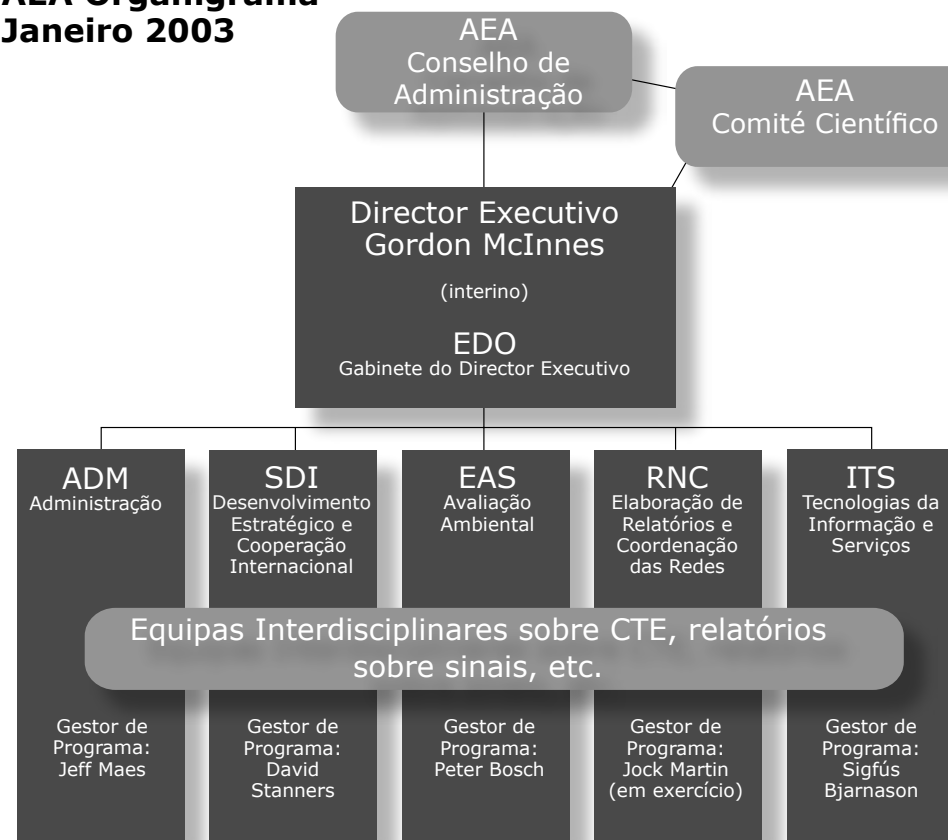 AEA Organigrama
Janeiro 2003
AEA
Conselho de
Administração
AEA
Comité Científico
Director Executivo
Gordon McInnes
(interino)
EDO
Gabinete do Director Executivo
ADM
Administração
SDI
Desenvolvimento
Estratégico e
Cooperação
Internacional
EAS
Avaliação
Ambiental
RNC
Elaboração de
Relatórios e
Coordenação
das Redes
ITS
Tecnologias da
Informação e
Serviços
Equipas Interdisciplinares sobre CTE, relatórios
sobre sinais, etc.
Gestor de
Programa:
Jeff Maes
Gestor de
Programa:
David
Stanners
Gestor de
Programa:
Peter Bosch
Gestor de
Programa:
Jock Martin
(em exercício)
Gestor de
Programa:
Sigfús
Bjarnason